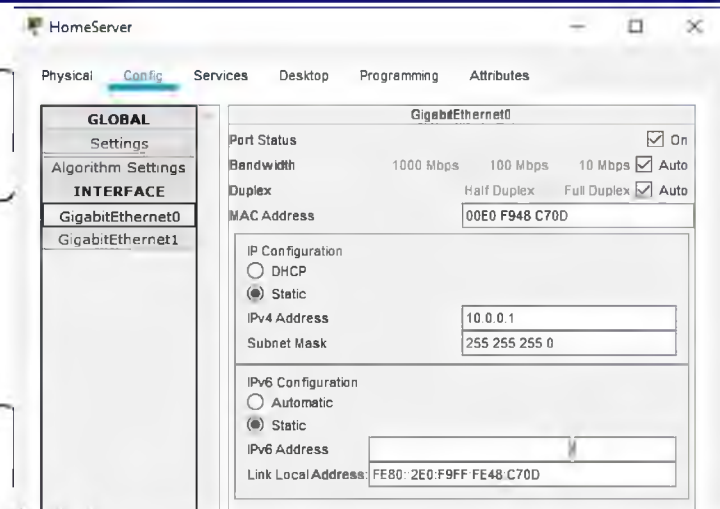 HomeServer
Physical Config Services Desktop Programming Attributes
GLOBAL
Settings
Algorithm Settings
INTERFACE
GigabitEthernet0
GigabitEthernet1
GigabitEthernet0
Port Status On
Bandwidth 1000 Mbps 100 Mbps 10 Mbps Auto
Duplex Half Duplex Full Duplex Auto
MAC Address 00E0 F948 C70D
IP Configuration
DHCP
Static
IPv4 Address 10.0.0.1
Subnet Mask 255 255 255 0
IPv6 Configuration
Automatic
Static
IPv6 Address /
Link Local Address: FE80::2E0:F9FF:FE48:C70D